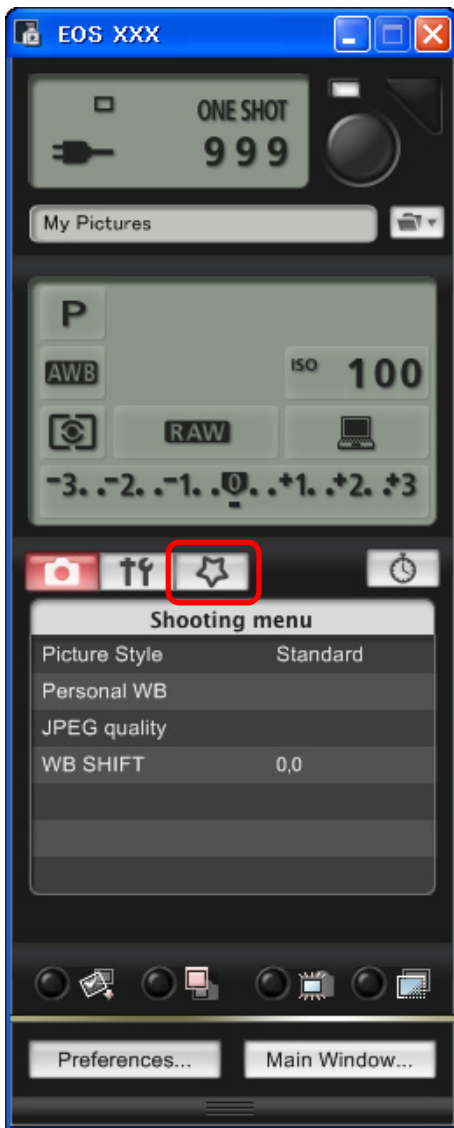 EOS XXX
ONE SHOT
999
My Pictures
P
AWB
ISO 100
RAW
-3. .-2. .-1. .0. .+1. .+2. .+3
Shooting menu
Picture Style Standard
Personal WB
JPEG quality
WB SHIFT 0,0
Preferences... Main Window...